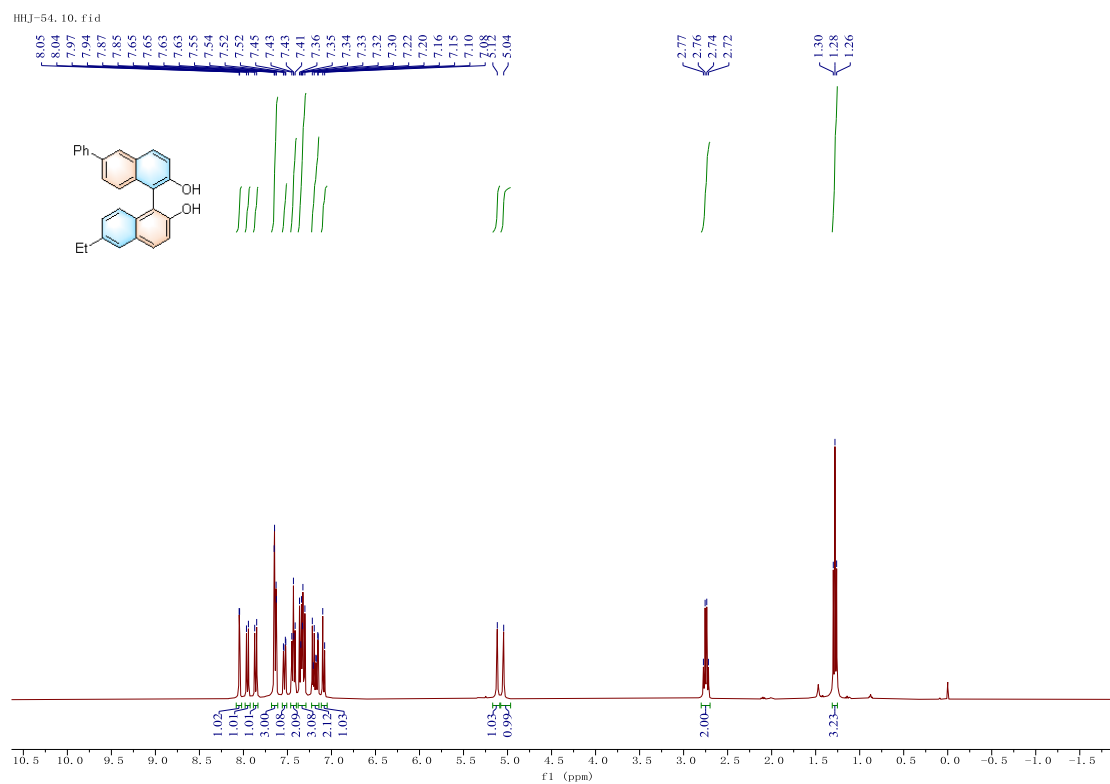 HHJ-54.10.fid
8.05 8.04 7.97 7.94 7.87 7.85 7.65 7.65 7.63 7.63 7.55 7.54 7.52 7.52 7.45 7.43 7.43 7.41 7.36 7.35 7.34 7.33 7.32 7.30 7.22 7.20 7.16 7.15 7.10 7.08 5.12 5.04 2.77 2.76 2.74 2.72 1.30 1.28 1.26
Ph
OH
OH
Et
1.02 1.01 1.01 3.00 1.08 2.09 3.08 2.12 1.03 1.03 0.99 2.00 3.23
10.5 10.0 9.5 9.0 8.5 8.0 7.5 7.0 6.5 6.0 5.5 5.0 4.5 4.0 3.5 3.0 2.5 2.0 1.5 1.0 0.5 0.0 -0.5 -1.0 -1.5
f1 (ppm)